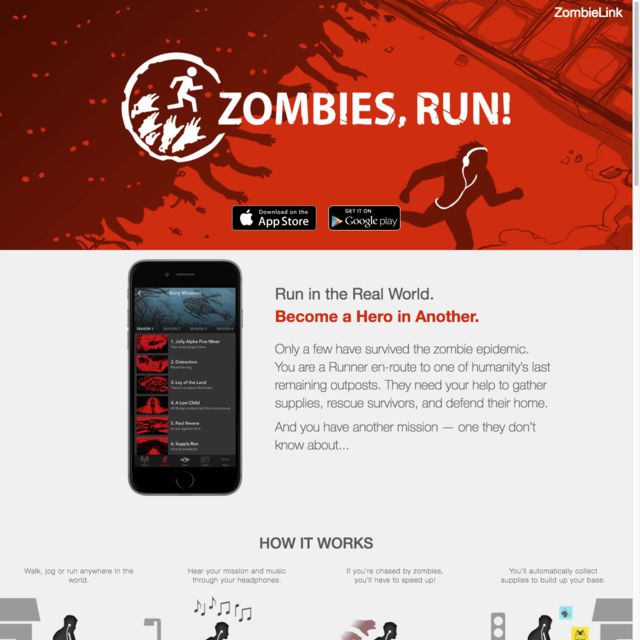 ZombieLink
ZOMBIES, RUN!
Download on the
App Store
GET IT ON
Google play
Story Missions
SEASON 1 SEASON 2 SEASON 3 SEASON 4
1. Jolly Alpha Five Niner
2. Distraction
3. Lay of the Land
4. A Lost Child
5. Paul Revere
6. Supply Run
Run in the Real World.
Become a Hero in Another.
Only a few have survived the zombie epidemic.
You are a Runner en-route to one of humanity's last
remaining outposts. They need your help to gather
supplies, rescue survivors, and defend their home.
And you have another mission — one they don't
know about...
HOW IT WORKS
Walk, jog or run anywhere in the
world.
Hear your mission and music
through your headphones.
If you're chased by zombies,
you'll have to speed up!
You'll automatically collect
supplies to build up your base.